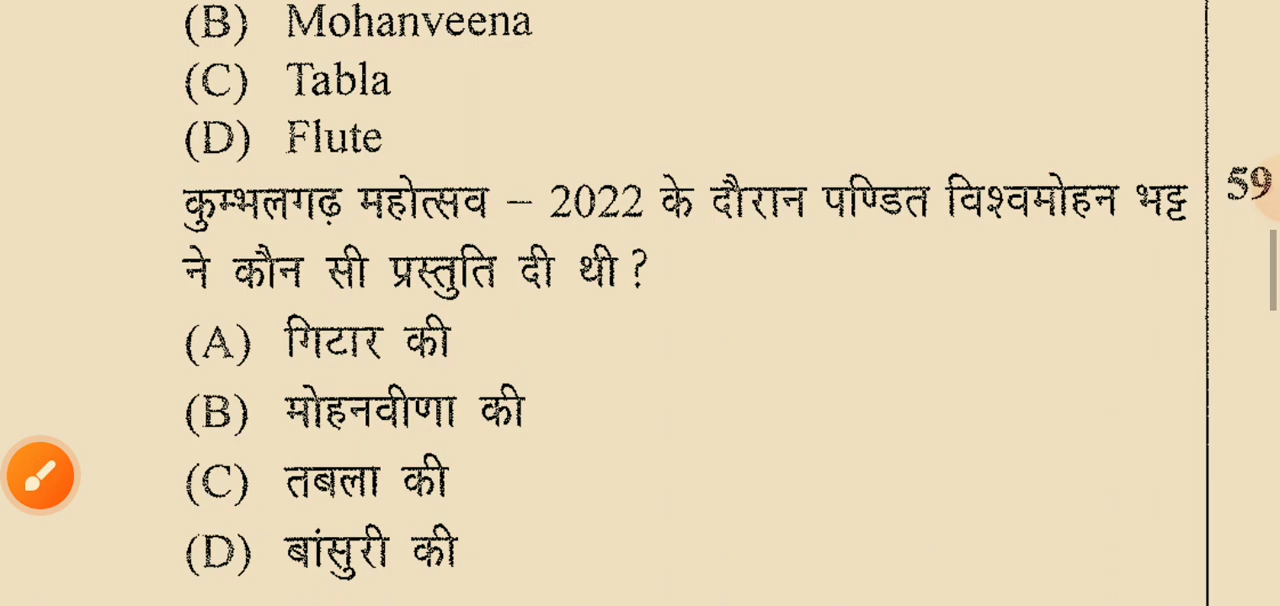 (B) Mohanveena
(C) Tabla
(D) Flute
कुम्भलगढ़ महोत्सव – 2022 के दौरान पण्डित विश्वमोहन भट्ट
59
ने कौन सी प्रस्तुति दी थी ?
(A) गिटार की
(B) मोहनवीणा की
(C) तबला की
(D) बांसुरी की